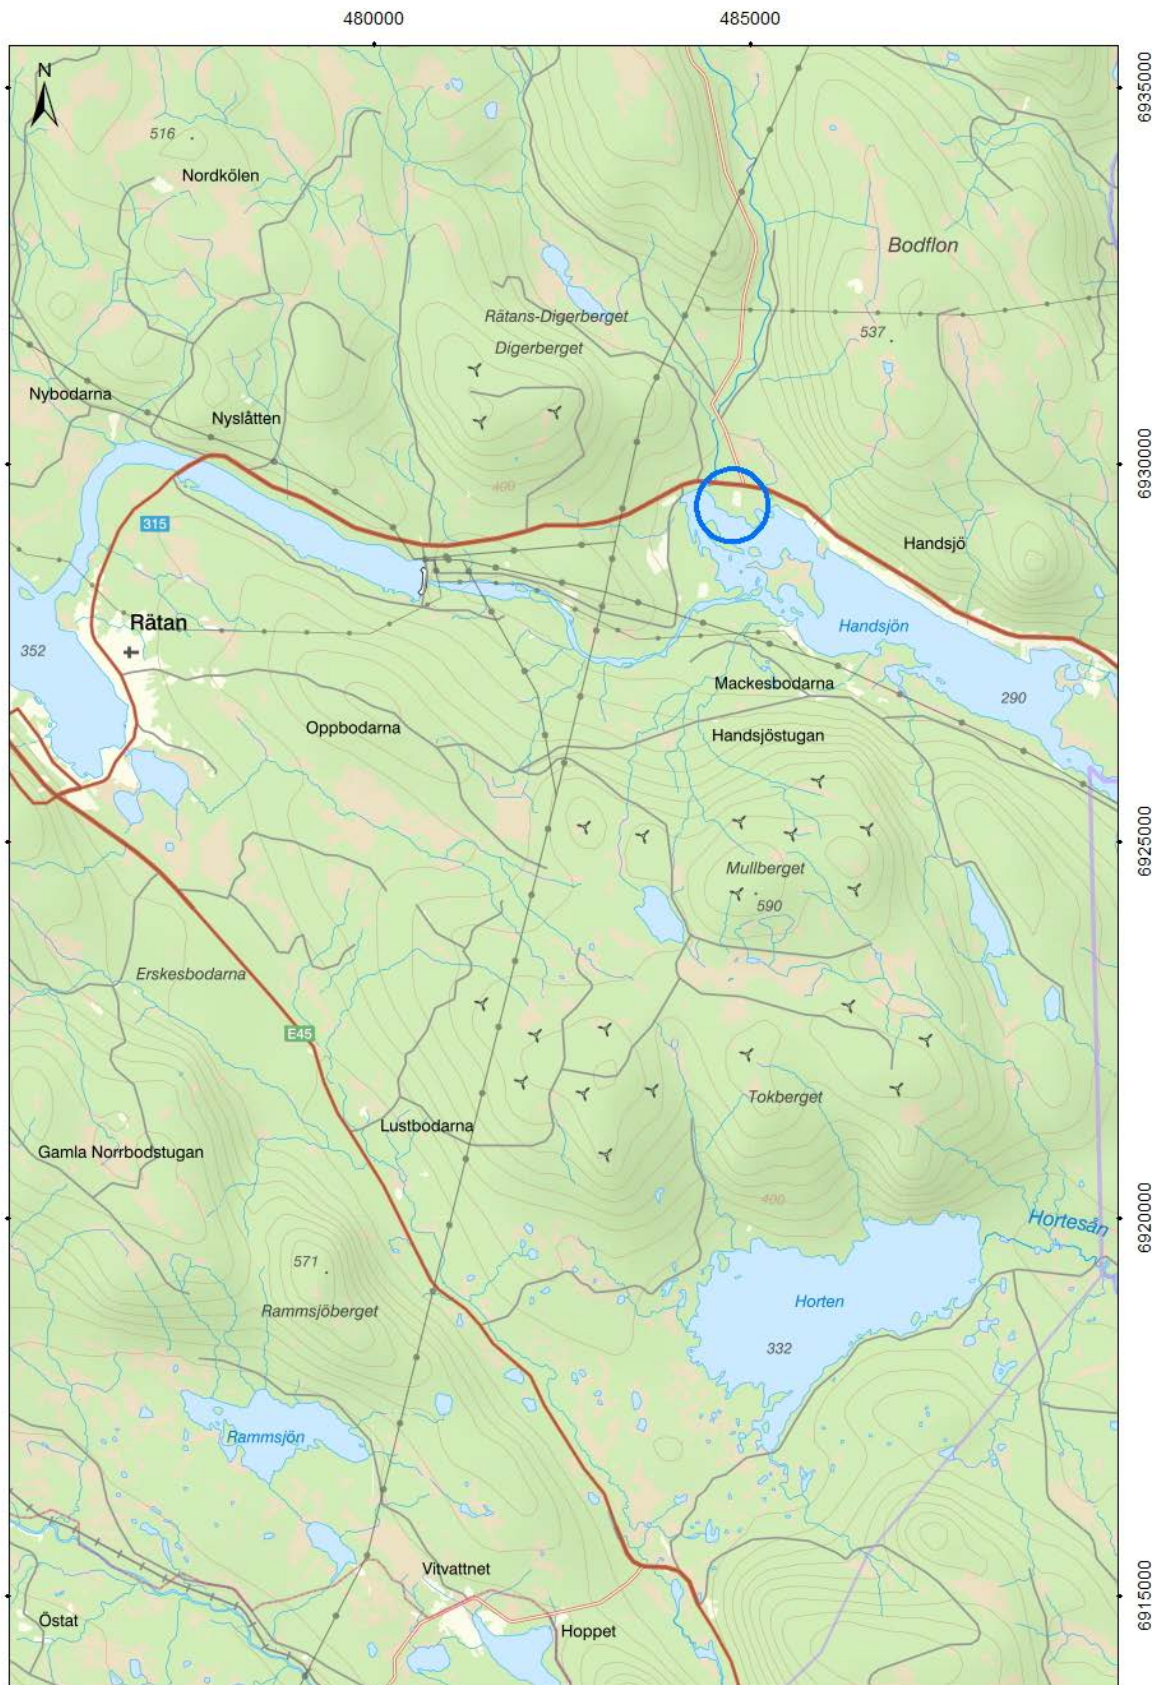 480000
485000
6935000
N
516
Nordkölen
Bodflon
Rätans-Digerberget
537
Digerberget
Nybodarna
Nyslåtten
6930000
400
315
Handsjö
Rätan
Handsjön
352
Mackesbodarna
290
Oppbodarna
Handsjöstugan
6925000
Mullberget
590
Erskesbodarna
E45
Tokberget
Lustbodarna
Gamla Norrbodstugan
400
6920000
Hortesån
571
Horten
Rammsjöberget
332
Rammsjön
Vitvattnet
6915000
Östat
Hoppet